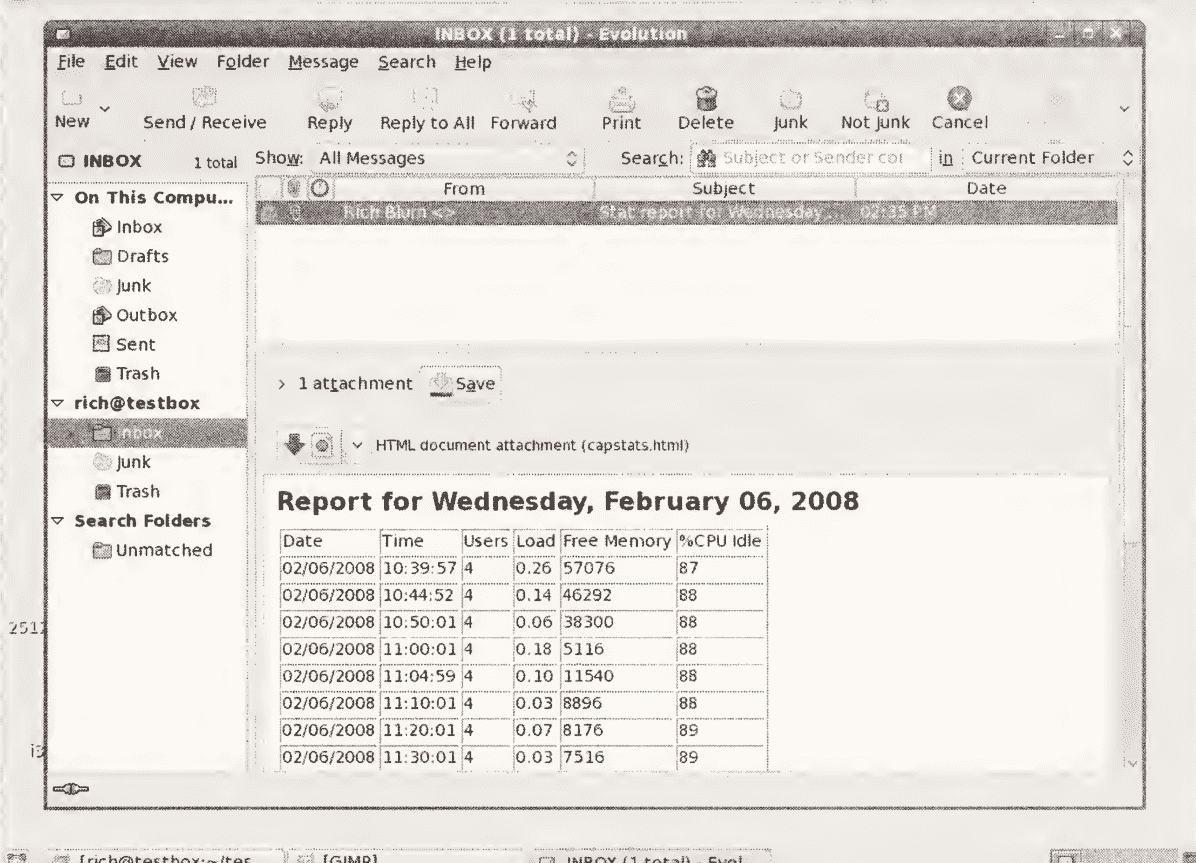 INBOX (1 total) - Evolution
File Edit View Folder Message Search Help
New Send / Receive Reply Reply to All Forward Print Delete Junk Not Junk Cancel
INBOX 1 total Show: All Messages Search: Subject or Sender con in Current Folder
From Subject Date
Rich Blum <> Stat report for Wednesday... 02:35 PM
On This Compu...
Inbox
Drafts
Junk
Outbox
Sent
Trash
rich@testbox
Inbox
Junk
Trash
Search Folders
Unmatched
1 attachment Save
HTML document attachment (capstats.html)
Report for Wednesday, February 06, 2008
Date Time Users Load Free Memory %CPU Idle
02/06/2008 10:39:57 4 0.26 57076 87
02/06/2008 10:44:52 4 0.14 46292 88
02/06/2008 10:50:01 4 0.06 38300 88
02/06/2008 11:00:01 4 0.18 5116 88
02/06/2008 11:04:59 4 0.10 11540 88
02/06/2008 11:10:01 4 0.03 8896 88
02/06/2008 11:20:01 4 0.07 8176 89
02/06/2008 11:30:01 4 0.03 7516 89
[rich@testbox:~/tes... [GIMP] INBOX (1 total) - Evol...